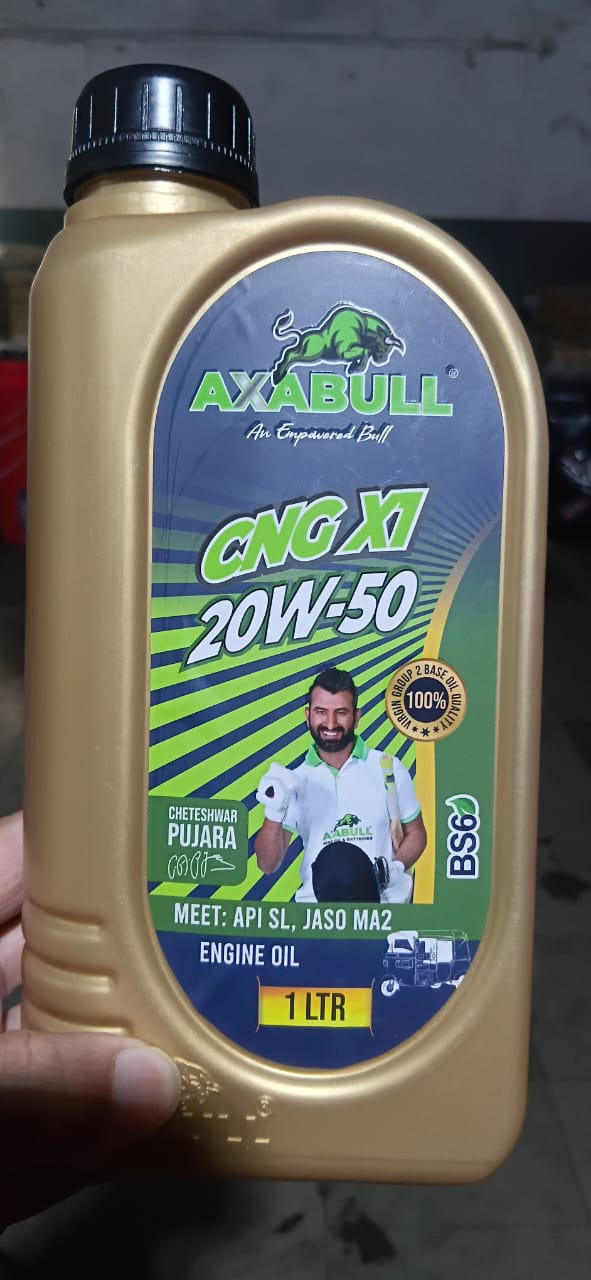 AXABULL®
An Empowered Bull
CNG X1
20W-50
VIRGIN GROUP 2 BASE OIL QUALITY
100%
CHETESHWAR
PUJARA
AXABULL
BS6
MEET: API SL, JASO MA2
ENGINE OIL
1 LTR